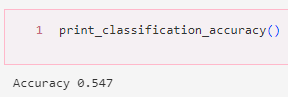 1 print_classification_accuracy()
Accuracy 0.547